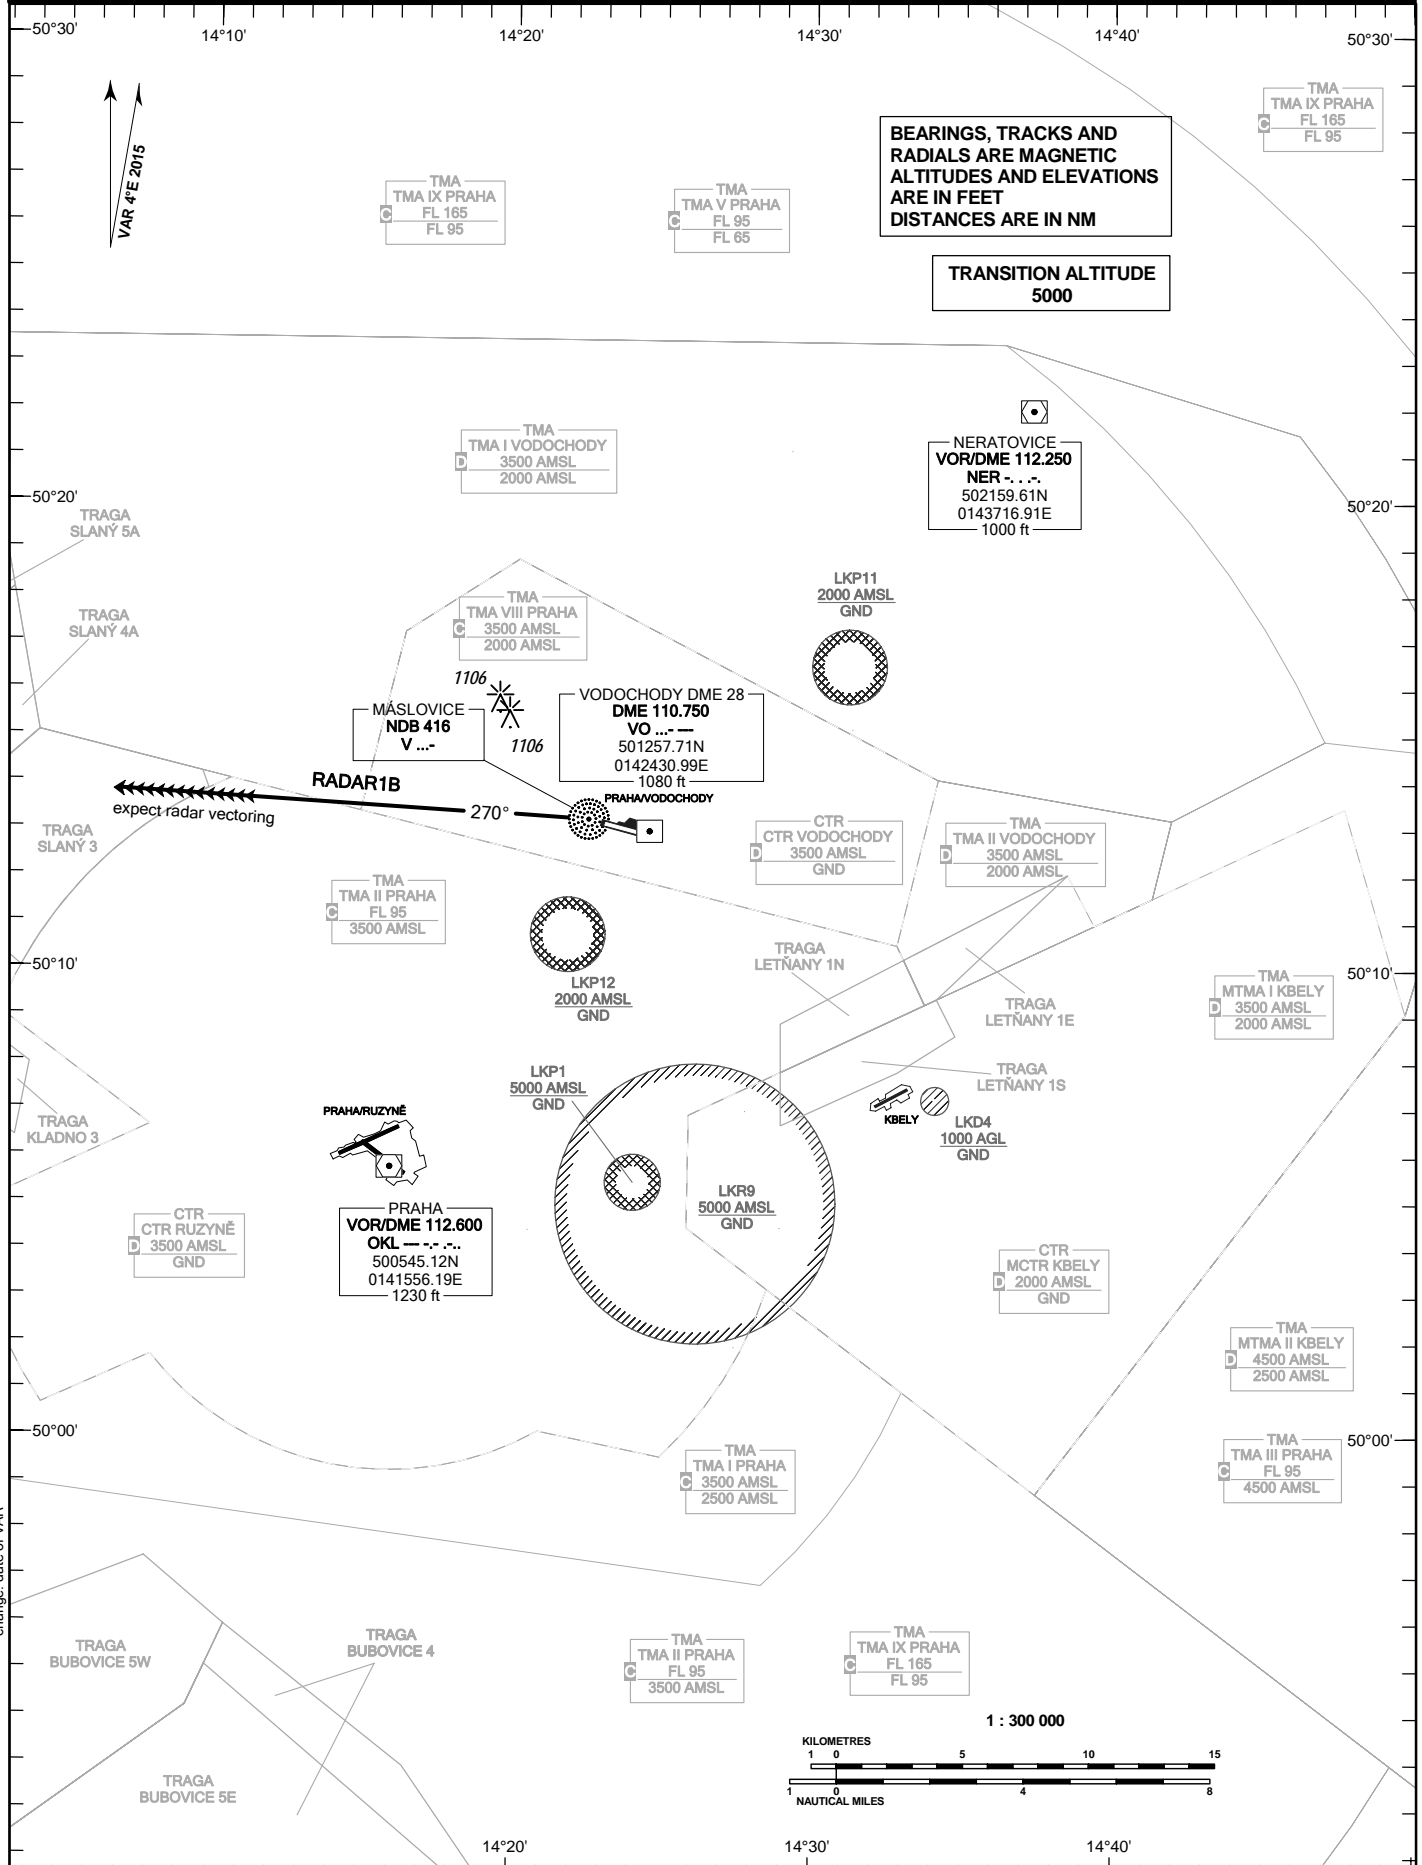 50°30'
14°10'
14°20'
14°30'
14°40'
50°30'
VAR 4°E 2015
BEARINGS, TRACKS AND
RADIALS ARE MAGNETIC
ALTITUDES AND ELEVATIONS
ARE IN FEET
DISTANCES ARE IN NM
TRANSITION ALTITUDE
5000
TMA
TMA IX PRAHA
C FL 165
FL 95
TMA
TMA IX PRAHA
C FL 165
FL 95
TMA
TMA V PRAHA
C FL 95
FL 65
TMA
TMA I VODOCHODY
D 3500 AMSL
2000 AMSL
NERATOVICE
VOR/DME 112.250
NER -. . .-.
502159.61N
0143716.91E
1000 ft
50°20'
50°20'
TRAGA
SLANÝ 5A
TRAGA
SLANÝ 4A
TMA
TMA VIII PRAHA
C 3500 AMSL
2000 AMSL
LKP11
2000 AMSL
GND
1106
1106
MÁSLOVICE
NDB 416
V ...-
VODOCHODY DME 28
DME 110.750
VO ...- ---
501257.71N
0142430.99E
1080 ft
PRAHA/VODOCHODY
RADAR1B
270°
expect radar vectoring
TRAGA
SLANÝ 3
TMA
TMA II PRAHA
C FL 95
3500 AMSL
CTR
CTR VODOCHODY
D 3500 AMSL
GND
TMA
TMA II VODOCHODY
D 3500 AMSL
2000 AMSL
50°10'
50°10'
LKP12
2000 AMSL
GND
TRAGA
LETŇANY 1N
TRAGA
LETŇANY 1E
TRAGA
LETŇANY 1S
TMA
MTMA I KBELY
D 3500 AMSL
2000 AMSL
LKP1
5000 AMSL
GND
KBELY
LKD4
1000 AGL
GND
TRAGA
KLADNO 3
PRAHA/RUZYNĚ
PRAHA
VOR/DME 112.600
OKL --- -.- .-..
500545.12N
0141556.19E
1230 ft
LKR9
5000 AMSL
GND
CTR
CTR RUZYNĚ
D 3500 AMSL
GND
CTR
MCTR KBELY
D 2000 AMSL
GND
TMA
MTMA II KBELY
D 4500 AMSL
2500 AMSL
50°00'
50°00'
TMA
TMA I PRAHA
C 3500 AMSL
2500 AMSL
TMA
TMA III PRAHA
C FL 95
4500 AMSL
TRAGA
BUBOVICE 5W
TRAGA
BUBOVICE 4
TRAGA
BUBOVICE 5E
TMA
TMA II PRAHA
C FL 95
3500 AMSL
TMA
TMA IX PRAHA
C FL 165
FL 95
1 : 300 000
KILOMETRES
1 0 5 10 15
1 0 4 8
NAUTICAL MILES
14°20'
14°30'
14°40'